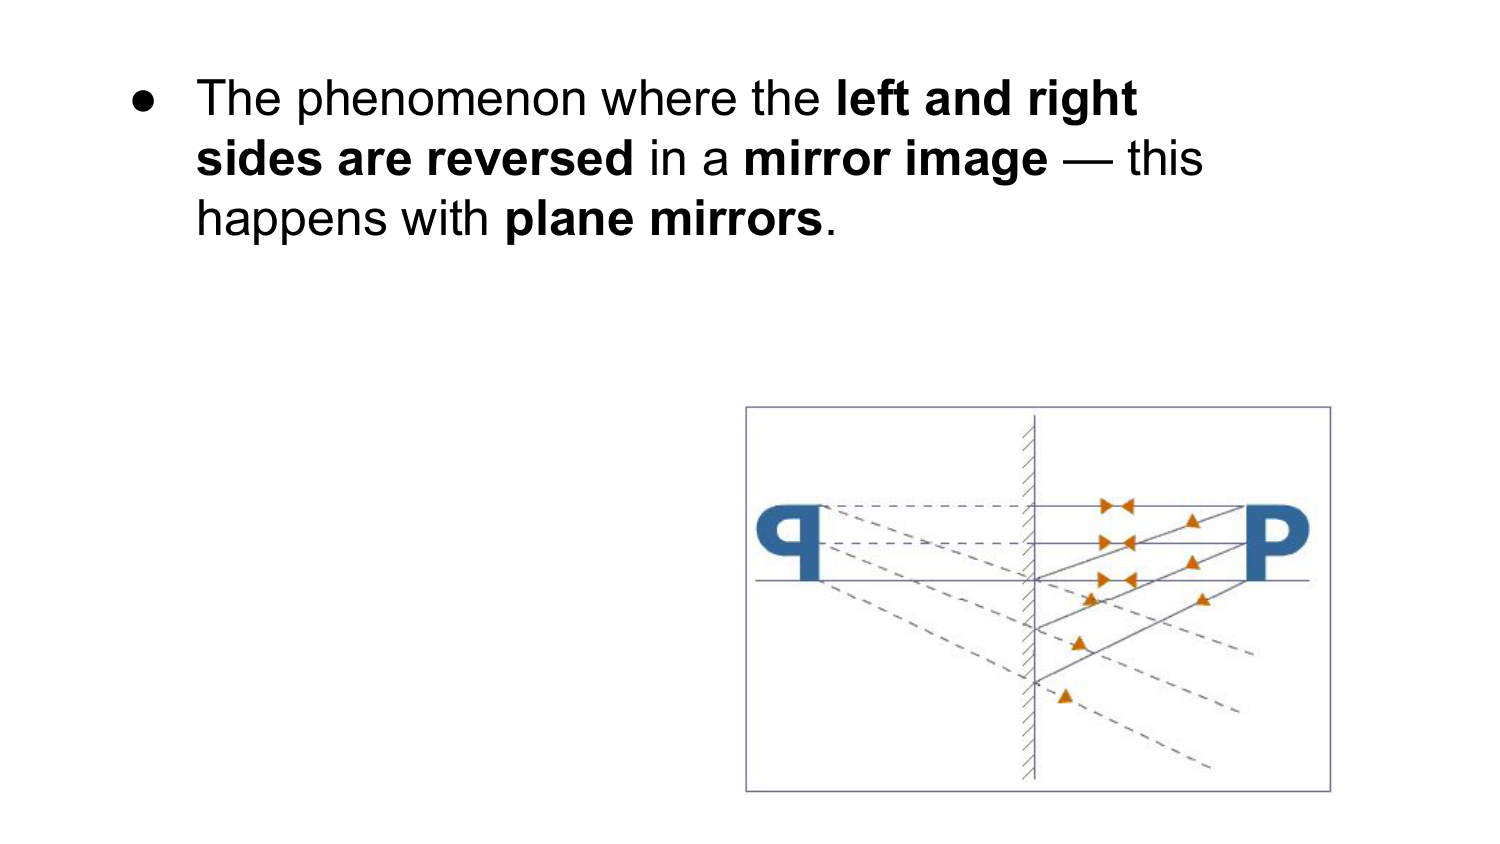 ● The phenomenon where the left and right
sides are reversed in a mirror image — this
happens with plane mirrors.
P